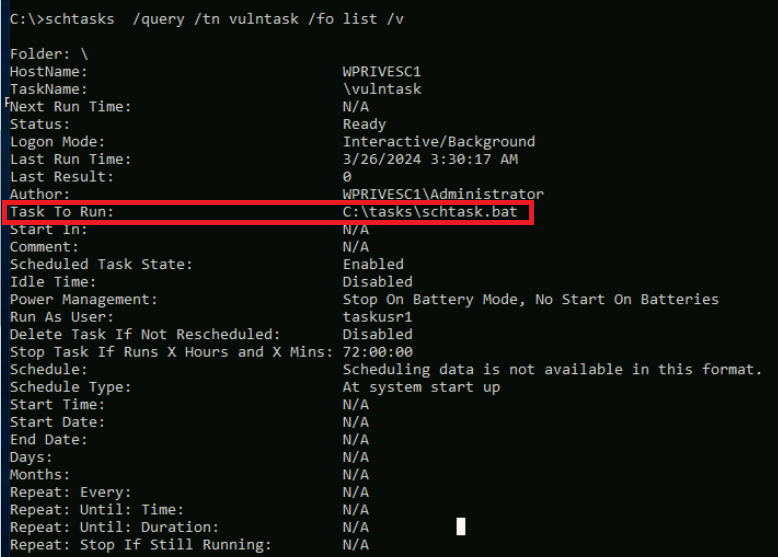 C:\>schtasks  /query /tn vulntask /fo list /v

Folder: \
HostName:                             WPRIVESC1
TaskName:                             \vulntask
Next Run Time:                        N/A
Status:                               Ready
Logon Mode:                           Interactive/Background
Last Run Time:                        3/26/2024 3:30:17 AM
Last Result:                          0
Author:                               WPRIVESC1\Administrator
Task To Run:                          C:\tasks\schtask.bat
Start In:                             N/A
Comment:                              N/A
Scheduled Task State:                 Enabled
Idle Time:                            Disabled
Power Management:                     Stop On Battery Mode, No Start On Batteries
Run As User:                          taskusr1
Delete Task If Not Rescheduled:       Disabled
Stop Task If Runs X Hours and X Mins: 72:00:00
Schedule:                             Scheduling data is not available in this format.
Schedule Type:                        At system start up
Start Time:                           N/A
Start Date:                           N/A
End Date:                             N/A
Days:                                 N/A
Months:                               N/A
Repeat: Every:                        N/A
Repeat: Until: Time:                  N/A
Repeat: Until: Duration:              N/A
Repeat: Stop If Still Running:        N/A